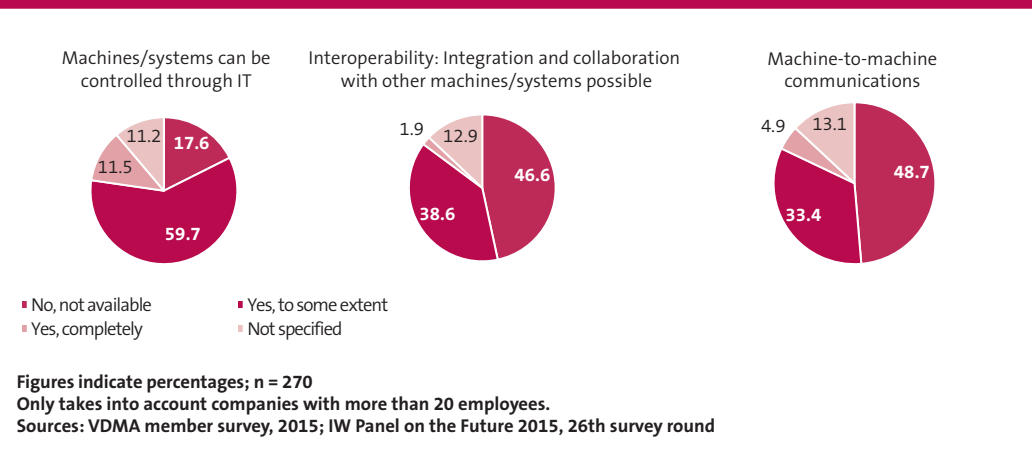 Machines/systems can be
controlled through IT
11.2
17.6
11.5
59.7
Interoperability: Integration and collaboration
with other machines/systems possible
1.9
12.9
46.6
38.6
Machine-to-machine
communications
4.9
13.1
48.7
33.4
No, not available
Yes, to some extent
Yes, completely
Not specified
Figures indicate percentages; n = 270
Only takes into account companies with more than 20 employees.
Sources: VDMA member survey, 2015; IW Panel on the Future 2015, 26th survey round